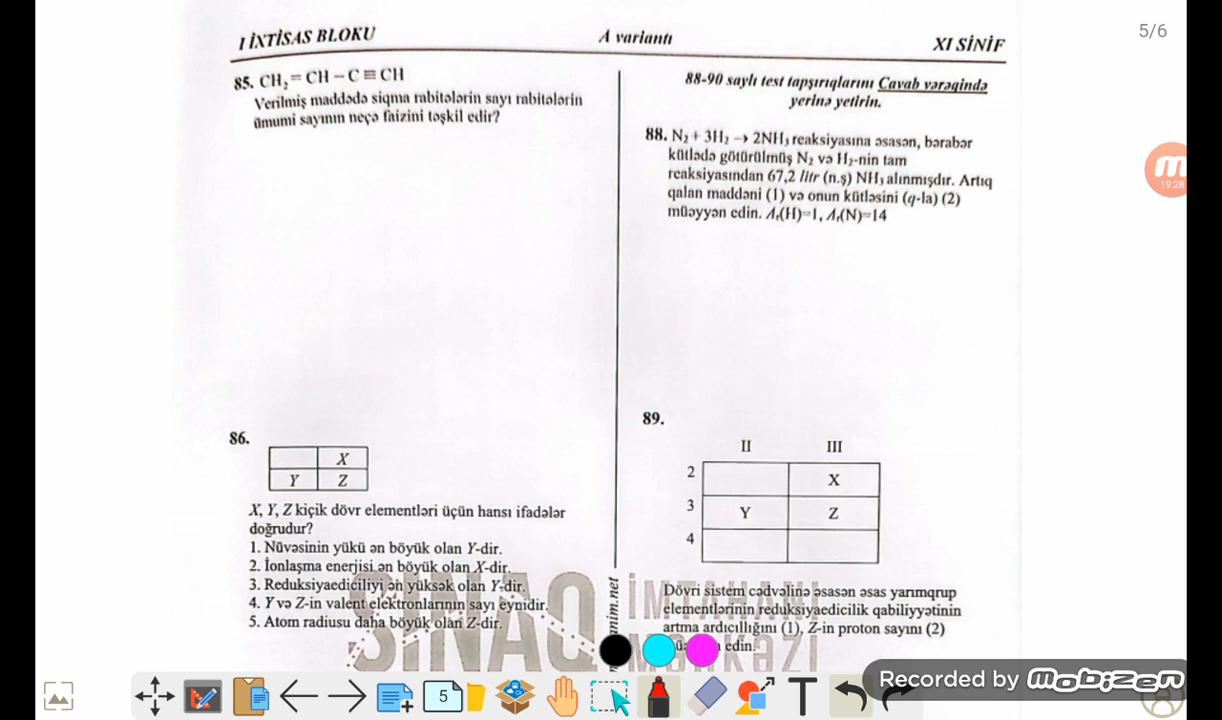 I İXTİSAS BLOKU
A variantı
XI SİNİF
5/6
85. CH₂ = CH – C ≡ CH
Verilmiş maddədə siqma rabitələrin sayı rabitələrin
ümumi sayının neçə faizini təşkil edir?
86.
X
Y Z
X, Y, Z kiçik dövr elementləri üçün hansı ifadələr
doğrudur?
1. Nüvəsinin yükü ən böyük olan Y-dir.
2. İonlaşma enerjisi ən böyük olan X-dir.
3. Reduksiyaediciliyi ən yüksək olan Y-dir.
4. Y və Z-in valent elektronlarının sayı eynidir.
5. Atom radiusu daha böyük olan Z-dir.
88-90 saylı test tapşırıqlarını Cavab vərəqində
yerinə yetirin.
88. N₂ + 3H₂ → 2NH₃ reaksiyasına əsasən, bərabər
kütlədə götürülmüş N₂ və H₂-nin tam
reaksiyasından 67,2 litr (n.ş) NH₃ alınmışdır. Artıq
qalan maddəni (1) və onun kütləsini (q-la) (2)
müəyyən edin. Aᵣ(H)=1, Aᵣ(N)=14
89.
II III
2 X
3 Y Z
4
Dövri sistem cədvəlinə əsasən əsas yarımqrup
elementlərinin reduksiyaedicilik qabiliyyətinin
artma ardıcıllığını (1), Z-in proton sayını (2)
edin.
SINAQ İMTAHANI
MƏRKƏZİ
anim.net
19:28
5
T
Recorded by mobizen